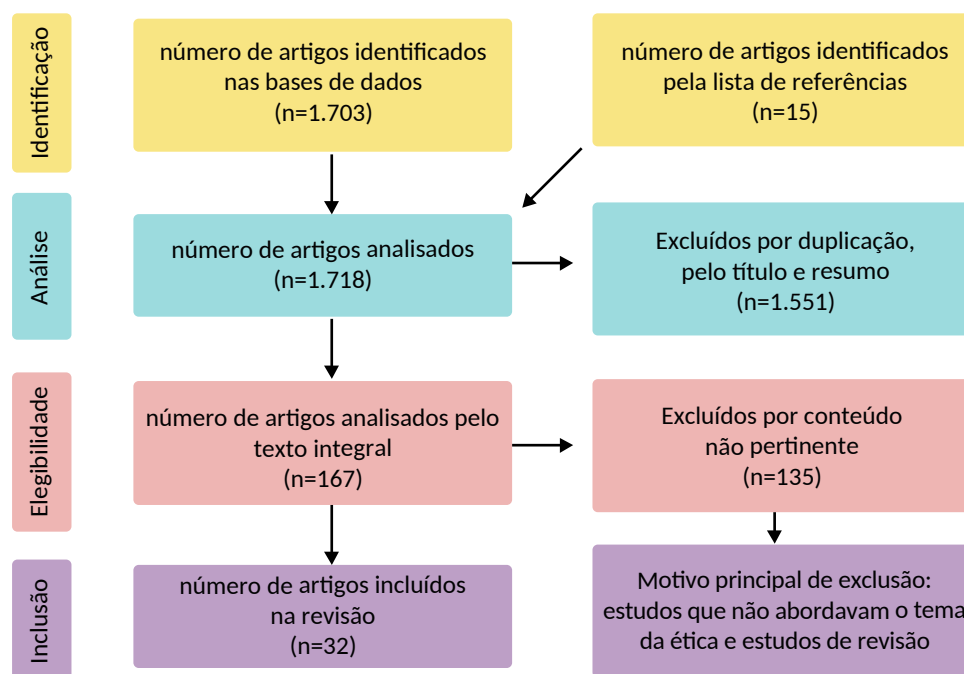 Identificação
número de artigos identificados
nas bases de dados
(n=1.703)
número de artigos identificados
pela lista de referências
(n=15)
Análise
número de artigos analisados
(n=1.718)
Excluídos por duplicação,
pelo título e resumo
(n=1.551)
Elegibilidade
número de artigos analisados pelo
texto integral
(n=167)
Excluídos por conteúdo
não pertinente
(n=135)
Inclusão
número de artigos incluídos
na revisão
(n=32)
Motivo principal de exclusão:
estudos que não abordavam o tema
da ética e estudos de revisão